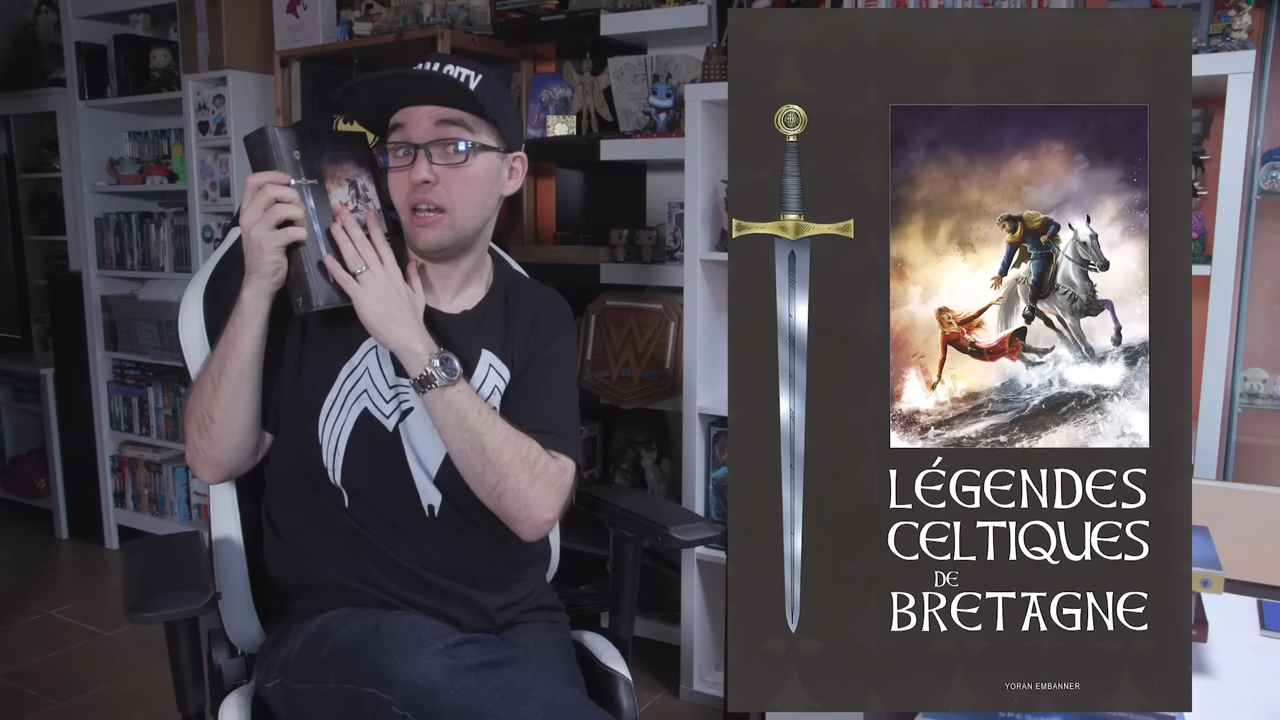 LÉGENDES
CELTIQUES
DE
BRETAGNE
YORAN EMBANNER